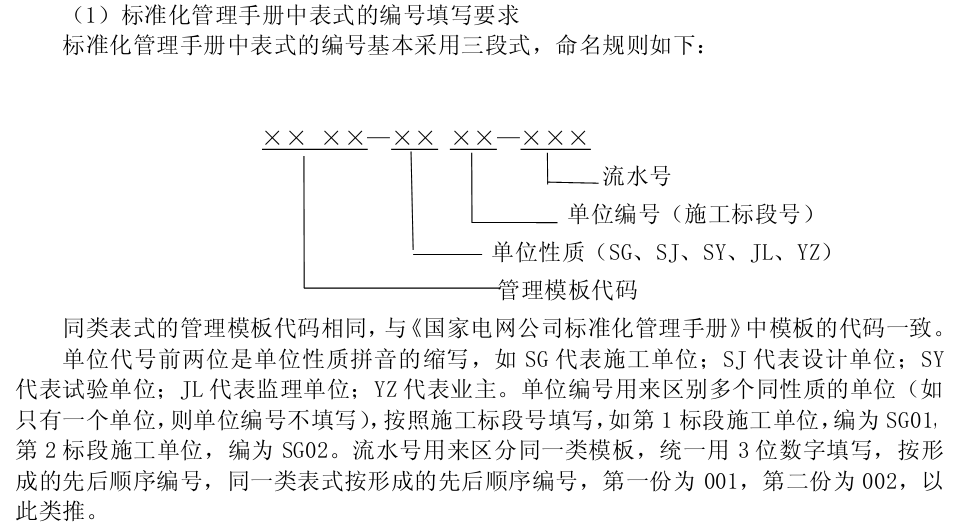 （1）标准化管理手册中表式的编号填写要求
标准化管理手册中表式的编号基本采用三段式，命名规则如下：
×× ××—×× ××—×××
流水号
单位编号（施工标段号）
单位性质（SG、SJ、SY、JL、YZ）
管理模板代码
同类表式的管理模板代码相同，与《国家电网公司标准化管理手册》中模板的代码一致。
单位代号前两位是单位性质拼音的缩写，如 SG 代表施工单位；SJ 代表设计单位；SY
代表试验单位；JL 代表监理单位；YZ 代表业主。单位编号用来区别多个同性质的单位（如
只有一个单位，则单位编号不填写），按照施工标段号填写，如第 1 标段施工单位，编为 SG01，
第 2 标段施工单位，编为 SG02。流水号用来区分同一类模板，统一用 3 位数字填写，按形
成的先后顺序编号，同一类表式按形成的先后顺序编号，第一份为 001，第二份为 002，以
此类推。